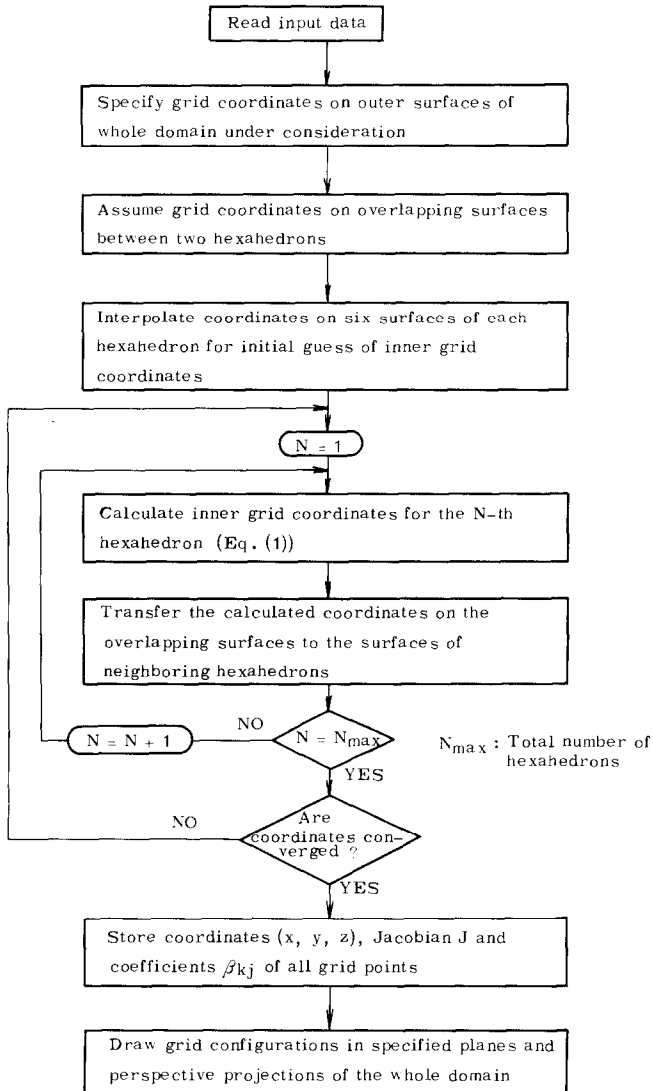 Read input data
Specify grid coordinates on outer surfaces of
whole domain under consideration
Assume grid coordinates on overlapping surfaces
between two hexahedrons
Interpolate coordinates on six surfaces of each
hexahedron for initial guess of inner grid
coordinates
N = 1
Calculate inner grid coordinates for the N-th
hexahedron (Eq. (1))
Transfer the calculated coordinates on the
overlapping surfaces to the surfaces of
neighboring hexahedrons
NO
N = N + 1
N = Nmax
Nmax : Total number of
hexahedrons
YES
NO
Are
coordinates con-
verged ?
YES
Store coordinates (x, y, z), Jacobian J and
coefficients βkj of all grid points
Draw grid configurations in specified planes and
perspective projections of the whole domain